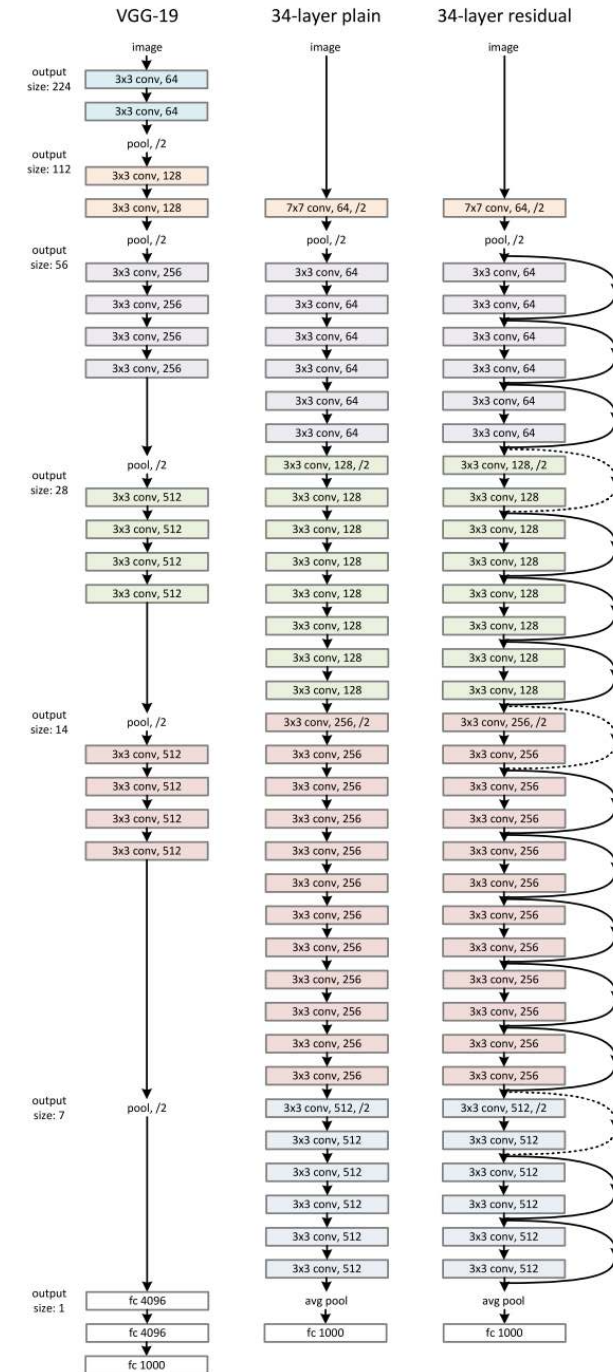 output
size: 224
output
size: 112
output
size: 56
output
size: 28
output
size: 14
output
size: 7
output
size: 1
VGG-19
image
3x3 conv, 64
3x3 conv, 64
pool, /2
3x3 conv, 128
3x3 conv, 128
pool, /2
3x3 conv, 256
3x3 conv, 256
3x3 conv, 256
3x3 conv, 256
pool, /2
3x3 conv, 512
3x3 conv, 512
3x3 conv, 512
3x3 conv, 512
pool, /2
3x3 conv, 512
3x3 conv, 512
3x3 conv, 512
3x3 conv, 512
pool, /2
fc 4096
fc 4096
fc 1000
34-layer plain
image
7x7 conv, 64, /2
pool, /2
3x3 conv, 64
3x3 conv, 64
3x3 conv, 64
3x3 conv, 64
3x3 conv, 64
3x3 conv, 64
3x3 conv, 128, /2
3x3 conv, 128
3x3 conv, 128
3x3 conv, 128
3x3 conv, 128
3x3 conv, 128
3x3 conv, 128
3x3 conv, 128
3x3 conv, 256, /2
3x3 conv, 256
3x3 conv, 256
3x3 conv, 256
3x3 conv, 256
3x3 conv, 256
3x3 conv, 256
3x3 conv, 256
3x3 conv, 256
3x3 conv, 256
3x3 conv, 256
3x3 conv, 256
3x3 conv, 512, /2
3x3 conv, 512
3x3 conv, 512
3x3 conv, 512
3x3 conv, 512
3x3 conv, 512
avg pool
fc 1000
34-layer residual
image
7x7 conv, 64, /2
pool, /2
3x3 conv, 64
3x3 conv, 64
3x3 conv, 64
3x3 conv, 64
3x3 conv, 64
3x3 conv, 64
3x3 conv, 128, /2
3x3 conv, 128
3x3 conv, 128
3x3 conv, 128
3x3 conv, 128
3x3 conv, 128
3x3 conv, 128
3x3 conv, 128
3x3 conv, 256, /2
3x3 conv, 256
3x3 conv, 256
3x3 conv, 256
3x3 conv, 256
3x3 conv, 256
3x3 conv, 256
3x3 conv, 256
3x3 conv, 256
3x3 conv, 256
3x3 conv, 256
3x3 conv, 256
3x3 conv, 512, /2
3x3 conv, 512
3x3 conv, 512
3x3 conv, 512
3x3 conv, 512
3x3 conv, 512
avg pool
fc 1000